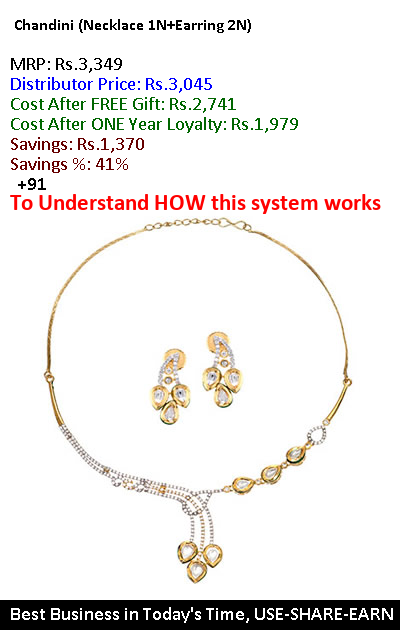 Chandini (Necklace 1N+Earring 2N)
MRP: Rs.3,349
Distributor Price: Rs.3,045
Cost After FREE Gift: Rs.2,741
Cost After ONE Year Loyalty: Rs.1,979
Savings: Rs.1,370
Savings %: 41%
+91
To Understand HOW this system works
Best Business in Today's Time, USE-SHARE-EARN